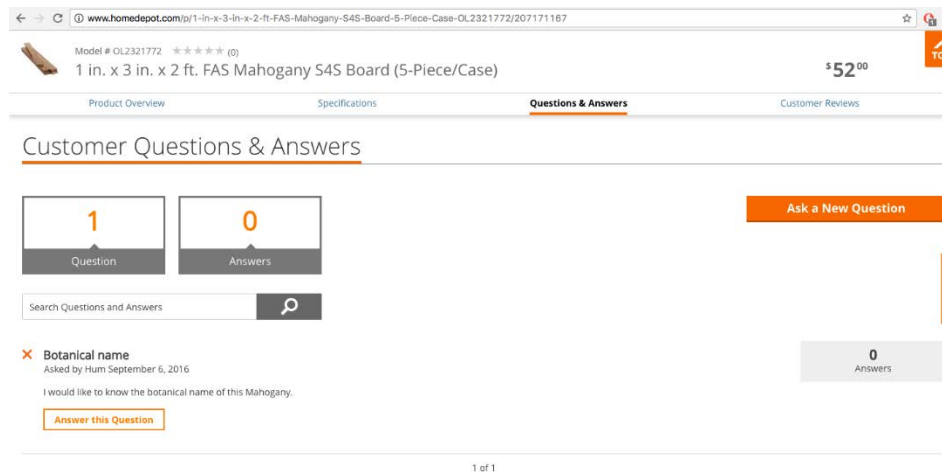 www.homedepot.com/p/1-in-x-3-in-x-2-ft-FAS-Mahogany-S4S-Board-5-Piece-Case-OL2321772/207171167
Model # OL2321772 (0)
1 in. x 3 in. x 2 ft. FAS Mahogany S4S Board (5-Piece/Case)
$52 00
TO
Product Overview Specifications Questions & Answers Customer Reviews
Customer Questions & Answers
1 0
Question Answers
Ask a New Question
Search Questions and Answers
Botanical name
Asked by Hum September 6, 2016
I would like to know the botanical name of this Mahogany.
Answer this Question
0
Answers
1 of 1